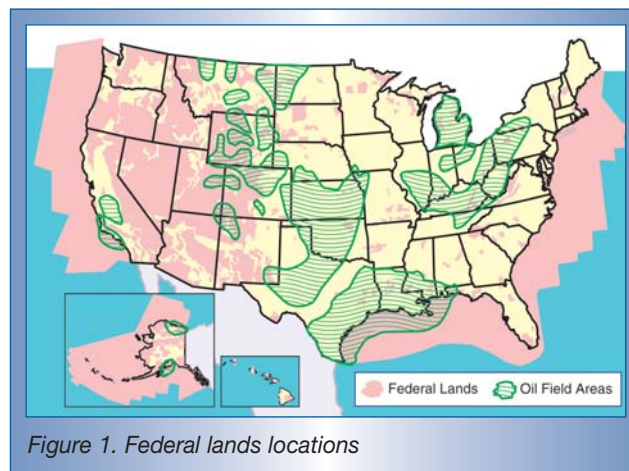 Federal Lands
Oil Field Areas
Figure 1. Federal lands locations